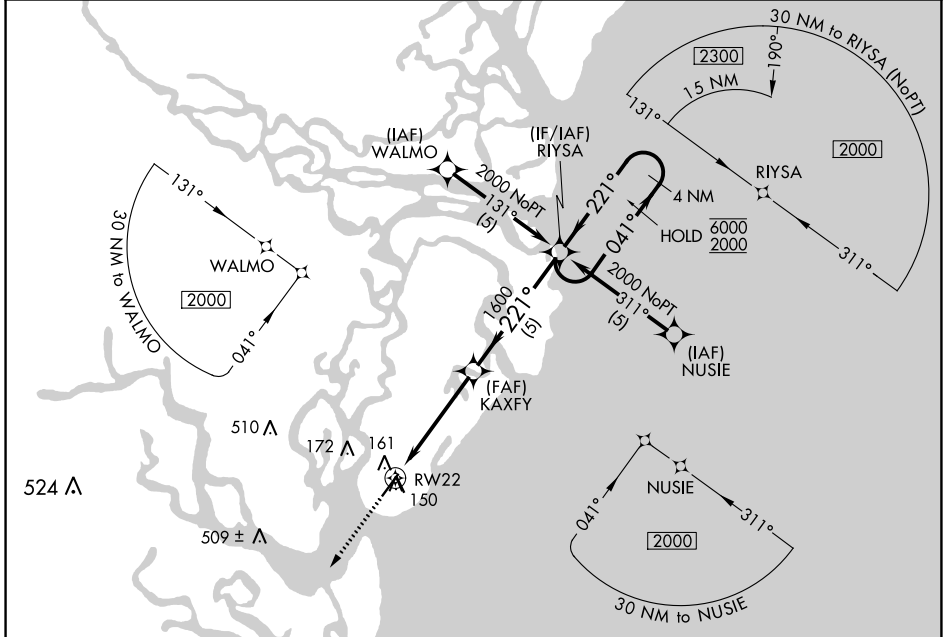 30 NM to RIYSA (NoPT)
2300
190°
15 NM
131°
2000
RIYSA
311°
(IAF)
WALMO
(IF/IAF)
RIYSA
2000 NoPT
131°
(5)
221°
041°
4 NM
HOLD
6000
2000
131°
WALMO
2000
041°
30 NM to WALMO
2000 NoPT
311°
(5)
(IAF)
NUSIE
1600
221°
(5)
(FAF)
KAXFY
510
172
161
RW22
150
524
509 ±
NUSIE
041°
311°
2000
30 NM to NUSIE